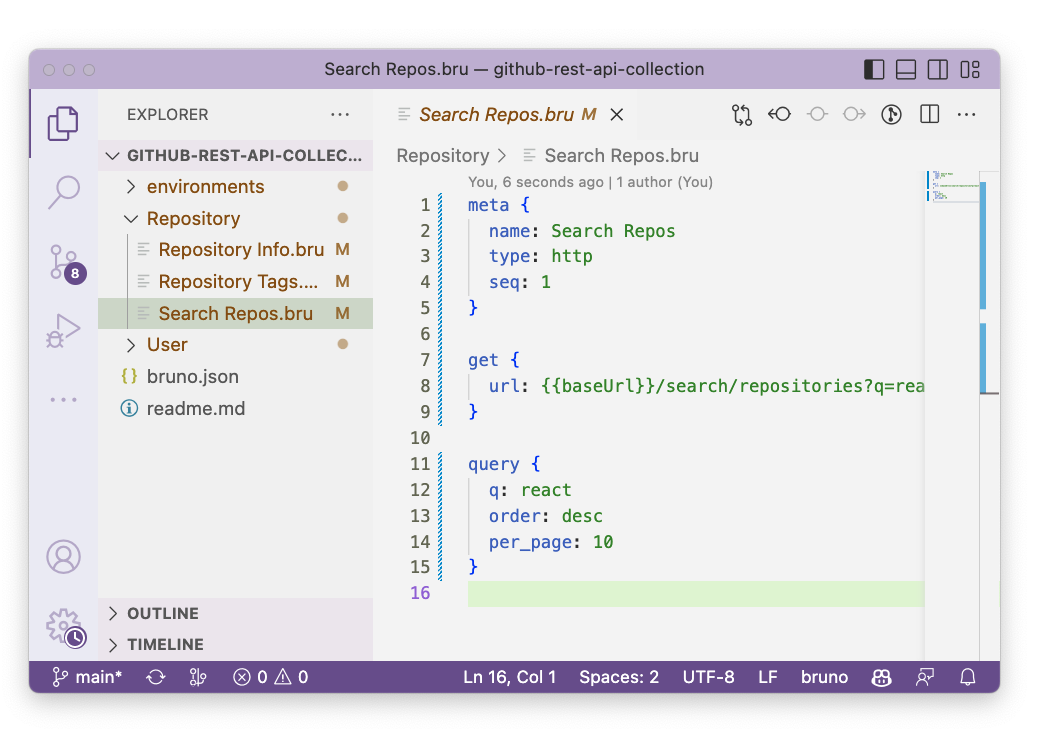 Search Repos.bru — github-rest-api-collection
EXPLORER
GITHUB-REST-API-COLLEC...
environments
Repository
Repository Info.bru M
Repository Tags.... M
Search Repos.bru M
User
{} bruno.json
readme.md
OUTLINE
TIMELINE
8
Search Repos.bru M
Repository > Search Repos.bru
You, 6 seconds ago | 1 author (You)
1 meta {
2 name: Search Repos
3 type: http
4 seq: 1
5 }
6
7 get {
8 url: {{baseUrl}}/search/repositories?q=rea
9 }
10
11 query {
12 q: react
13 order: desc
14 per_page: 10
15 }
16
main* 0 0 Ln 16, Col 1 Spaces: 2 UTF-8 LF bruno